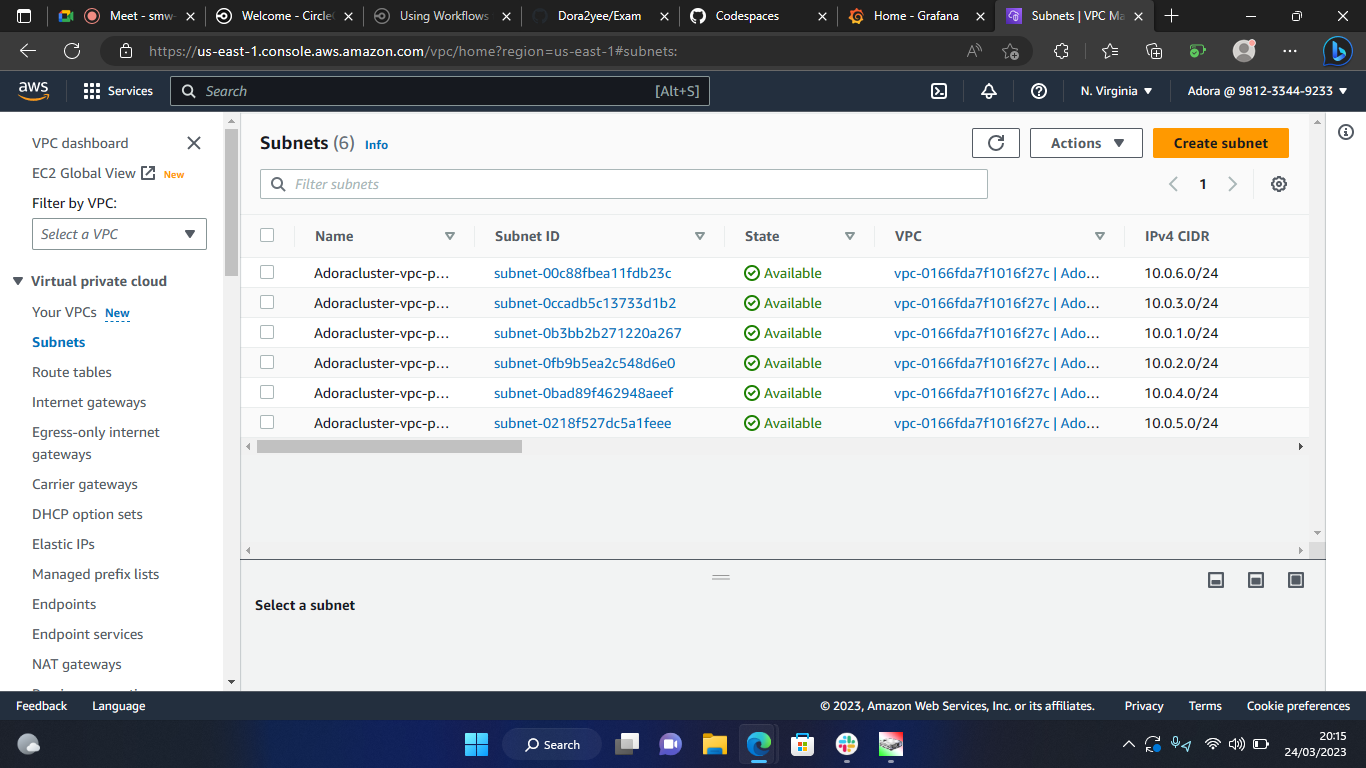 Meet - smw-
Welcome - CircleC
Using Workflows
Dora2yee/Exam
Codespaces
Home - Grafana
Subnets | VPC Ma
https://us-east-1.console.aws.amazon.com/vpc/home?region=us-east-1#subnets:
aws
Services
Search
[Alt+S]
N. Virginia
Adora @ 9812-3344-9233
VPC dashboard
EC2 Global View New
Filter by VPC:
Select a VPC
Virtual private cloud
Your VPCs New
Subnets
Route tables
Internet gateways
Egress-only internet
gateways
Carrier gateways
DHCP option sets
Elastic IPs
Managed prefix lists
Endpoints
Endpoint services
NAT gateways
Subnets (6) Info
Actions
Create subnet
Filter subnets
1
Name Subnet ID State VPC IPv4 CIDR
Adoracluster-vpc-p... subnet-00c88fbea11fdb23c Available vpc-0166fda7f1016f27c | Ado... 10.0.6.0/24
Adoracluster-vpc-p... subnet-0ccadb5c13733d1b2 Available vpc-0166fda7f1016f27c | Ado... 10.0.3.0/24
Adoracluster-vpc-p... subnet-0b3bb2b271220a267 Available vpc-0166fda7f1016f27c | Ado... 10.0.1.0/24
Adoracluster-vpc-p... subnet-0fb9b5ea2c548d6e0 Available vpc-0166fda7f1016f27c | Ado... 10.0.2.0/24
Adoracluster-vpc-p... subnet-0bad89f462948aeef Available vpc-0166fda7f1016f27c | Ado... 10.0.4.0/24
Adoracluster-vpc-p... subnet-0218f527dc5a1feee Available vpc-0166fda7f1016f27c | Ado... 10.0.5.0/24
Select a subnet
Feedback Language
© 2023, Amazon Web Services, Inc. or its affiliates. Privacy Terms Cookie preferences
Search
20:15
24/03/2023